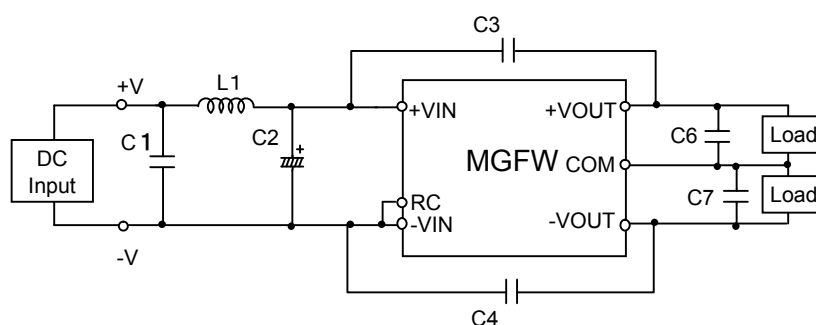 C3
+V
L1
+VIN
+VOUT
C1
C2
+
C6
Load
DC
Input
MGFW
COM
RC
C7
Load
-VIN
-VOUT
-V
C4